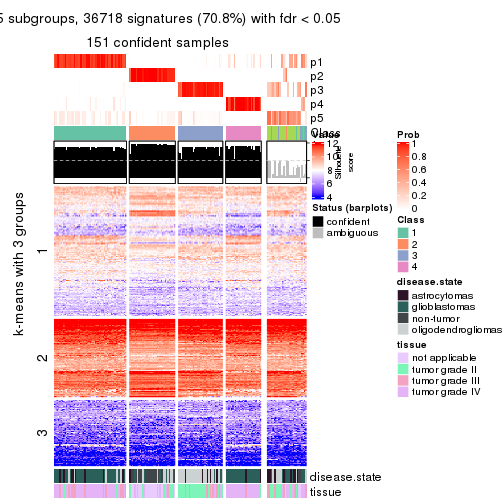 5 subgroups, 36718 signatures (70.8%) with fdr < 0.05
151 confident samples
p1
p2
p3
p4
p5
Class
Value
12
10
8
6
4
Silhouette
score
Status (barplots)
confident
ambiguous
Prob
1
0.8
0.6
0.4
0.2
0
Class
1
2
3
4
disease.state
astrocytomas
glioblastomas
non-tumor
oligodendrogliomas
tissue
not applicable
tumor grade II
tumor grade III
tumor grade IV
k-means with 3 groups
1
2
3
disease.state
tissue